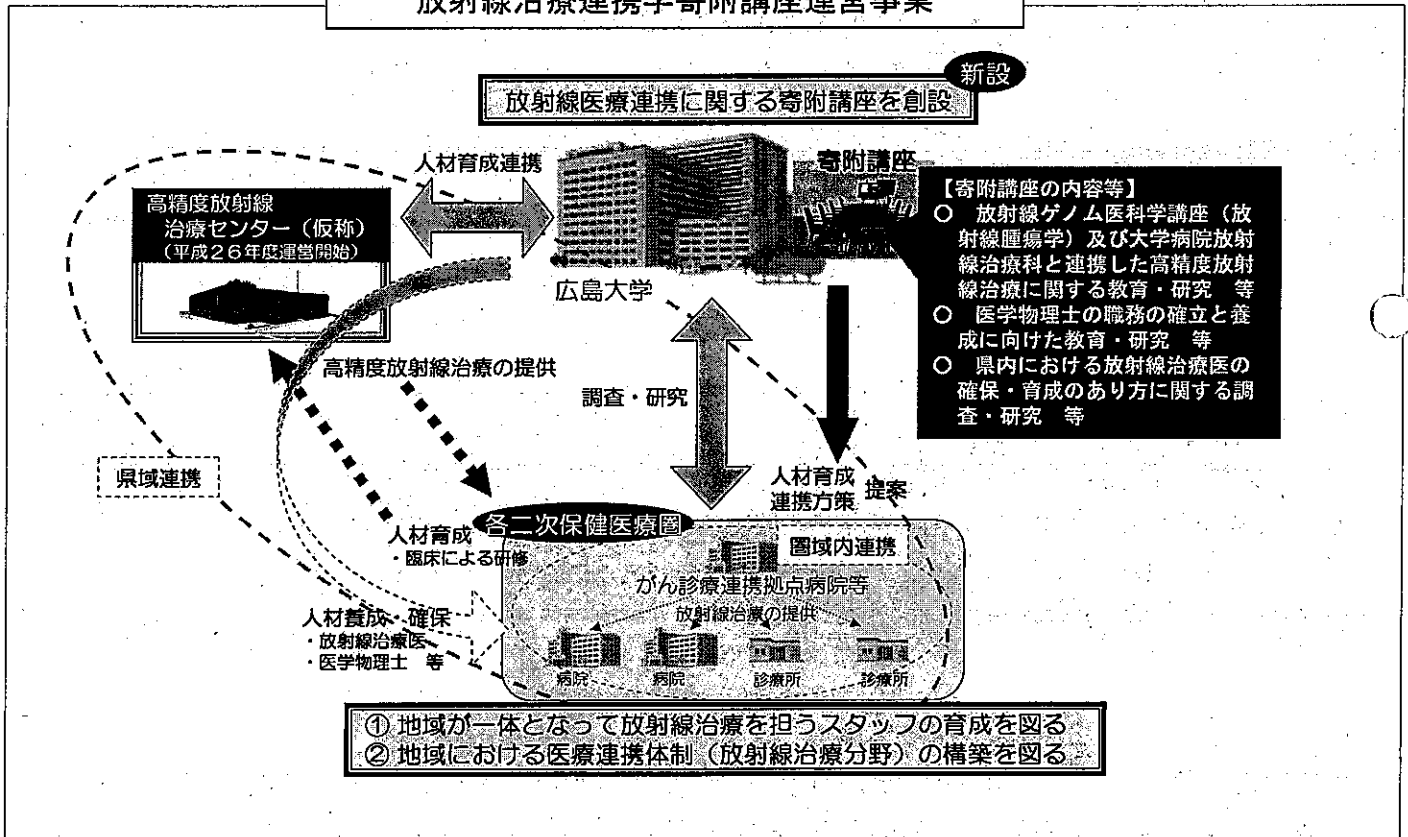 放射線治療連携学寄附講座運営事業
新設
放射線医療連携に関する寄附講座を創設
人材育成連携
寄附講座
高精度放射線
治療センター（仮称）
（平成２６年度運営開始）
広島大学
【寄附講座の内容等】
○　放射線ゲノム医科学講座（放
射線腫瘍学）及び大学病院放射
線治療科と連携した高精度放射
線治療に関する教育・研究　等
○　医学物理士の職務の確立と養
成に向けた教育・研究　等
○　県内における放射線治療医の
確保・育成のあり方に関する調
査・研究　等
高精度放射線治療の提供
調査・研究
県域連携
人材育成
連携方策
提案
各二次保健医療圏
人材育成
・臨床による研修
圏域内連携
がん診療連携拠点病院等
放射線治療の提供
人材養成・確保
・放射線治療医
・医学物理士　等
病院
病院
診療所
診療所
① 地域が一体となって放射線治療を担うスタッフの育成を図る
② 地域における医療連携体制（放射線治療分野）の構築を図る